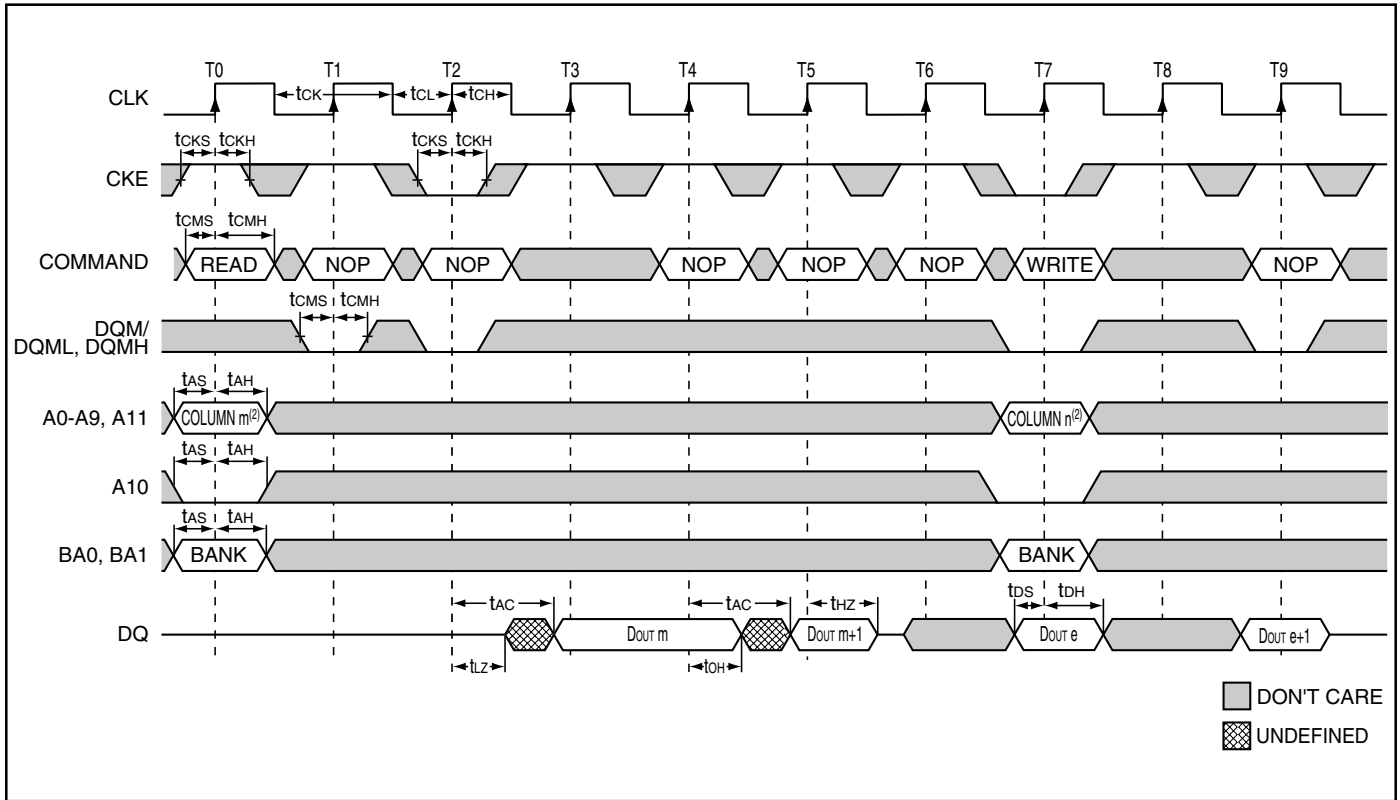 T0 T1 T2 T3 T4 T5 T6 T7 T8 T9
CLK tCK tCL tCH
tCKS tCKH tCKS tCKH
CKE
tCMS tCMH
COMMAND READ NOP NOP NOP NOP NOP WRITE NOP
tCMS tCMH
DQM/
DQML, DQMH
tAS tAH
A0-A9, A11 COLUMN m(2) COLUMN n(2)
tAS tAH
A10
tAS tAH
BA0, BA1 BANK BANK
tAC tAC tHZ tDS tDH
DQ DOUT m DOUT m+1 DOUT e DOUT e+1
tLZ tOH
DON'T CARE
UNDEFINED